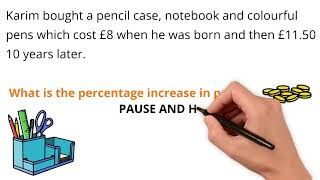 Karim bought a pencil case, notebook and colourful
pens which cost £8 when he was born and then £11.50
10 years later.
What is the percentage increase in p
PAUSE AND H